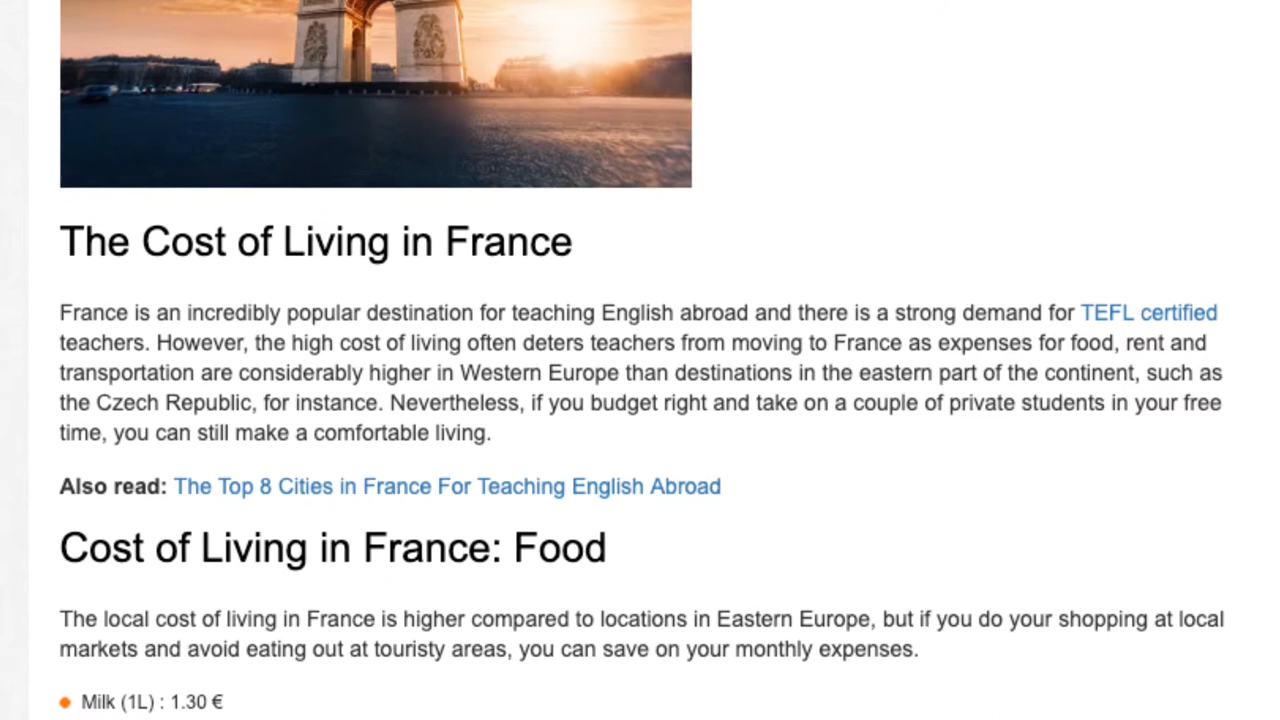 The Cost of Living in France
France is an incredibly popular destination for teaching English abroad and there is a strong demand for TEFL certified
teachers. However, the high cost of living often deters teachers from moving to France as expenses for food, rent and
transportation are considerably higher in Western Europe than destinations in the eastern part of the continent, such as
the Czech Republic, for instance. Nevertheless, if you budget right and take on a couple of private students in your free
time, you can still make a comfortable living.
Also read: The Top 8 Cities in France For Teaching English Abroad
Cost of Living in France: Food
The local cost of living in France is higher compared to locations in Eastern Europe, but if you do your shopping at local
markets and avoid eating out at touristy areas, you can save on your monthly expenses.
Milk (1L) : 1.30 €